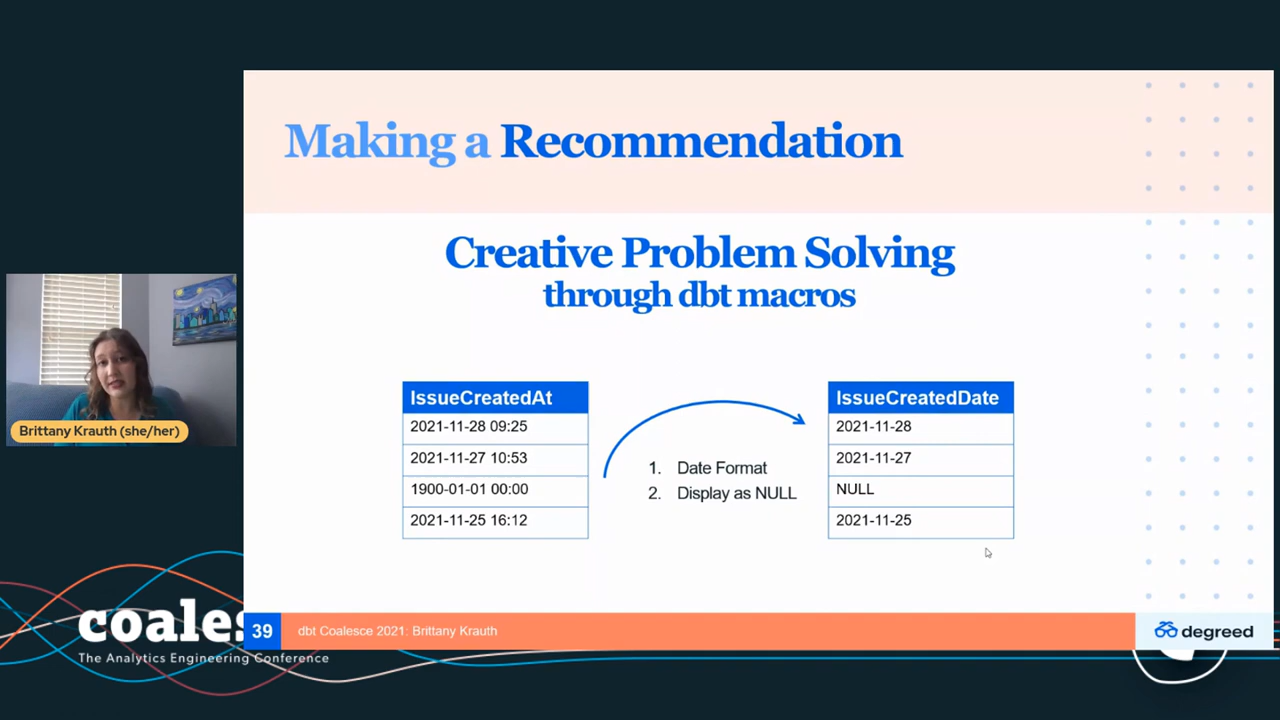 Making a Recommendation
Creative Problem Solving
through dbt macros
IssueCreatedAt
2021-11-28 09:25
2021-11-27 10:53
1900-01-01 00:00
2021-11-25 16:12
1. Date Format
2. Display as NULL
IssueCreatedDate
2021-11-28
2021-11-27
NULL
2021-11-25
Brittany Krauth (she/her)
39
dbt Coalesce 2021: Brittany Krauth
degreed
coales
The Analytics Engineering Conference